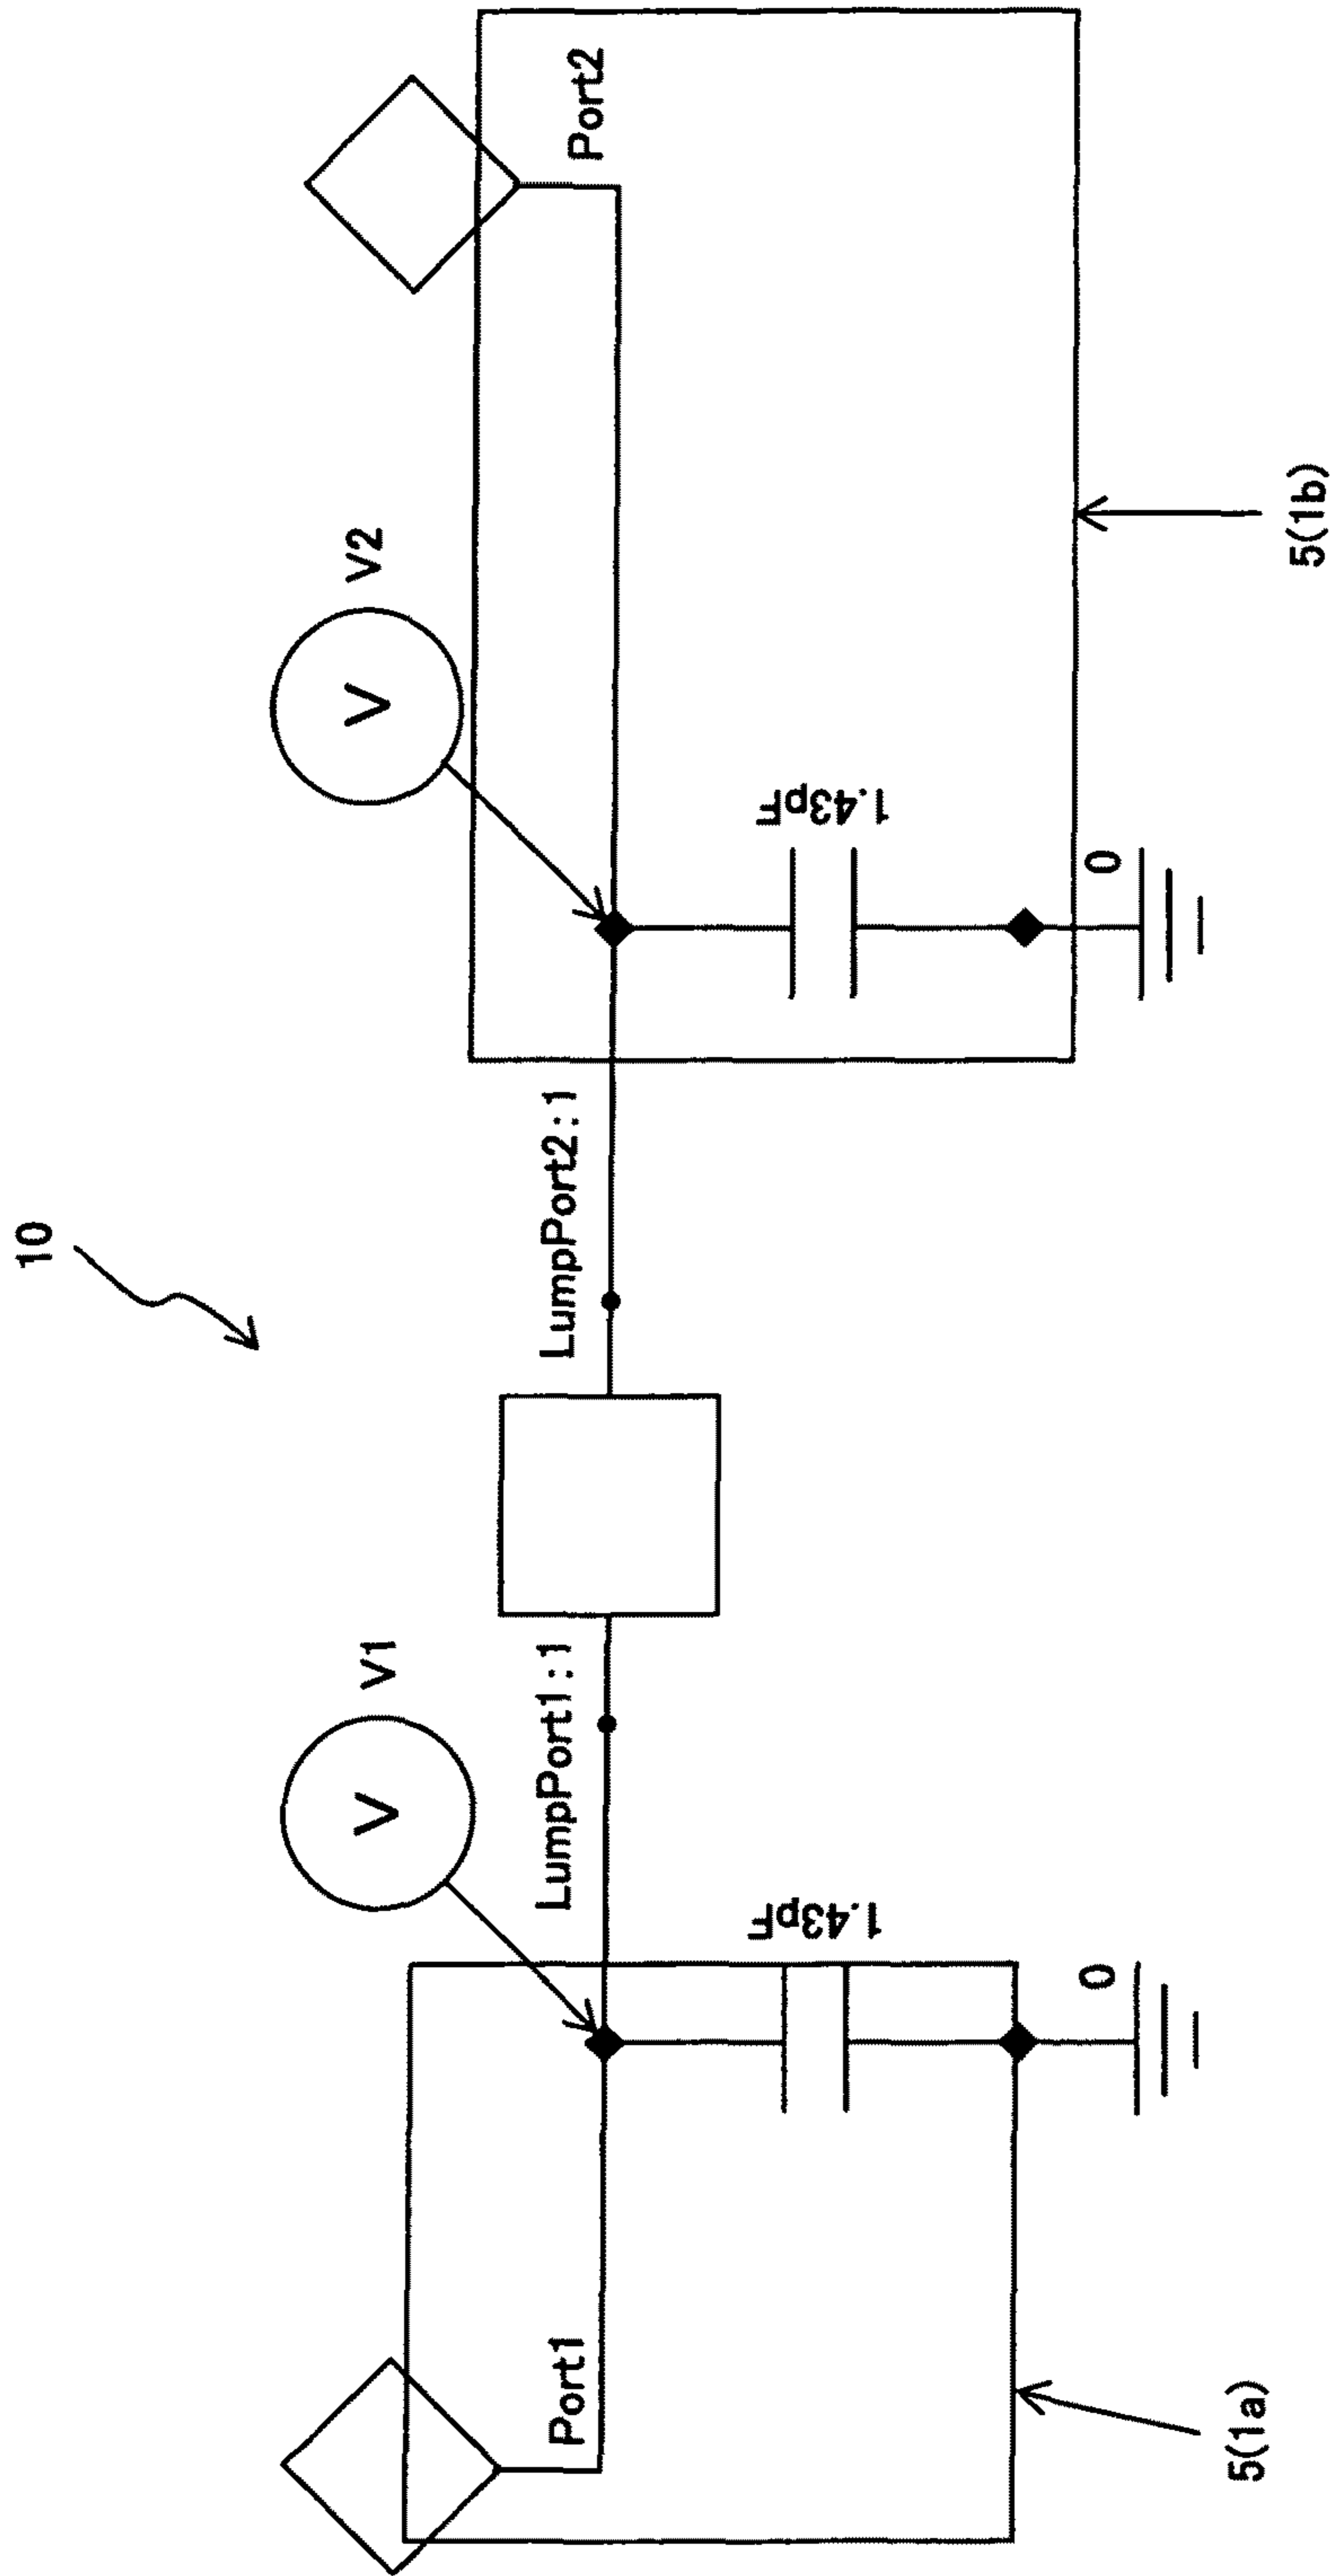 10
V1
V
V2
V
Port1
LumpPort1:1
LumpPort2:1
Port2
1.43pF
1.43pF
0
0
5(1a)
5(1b)